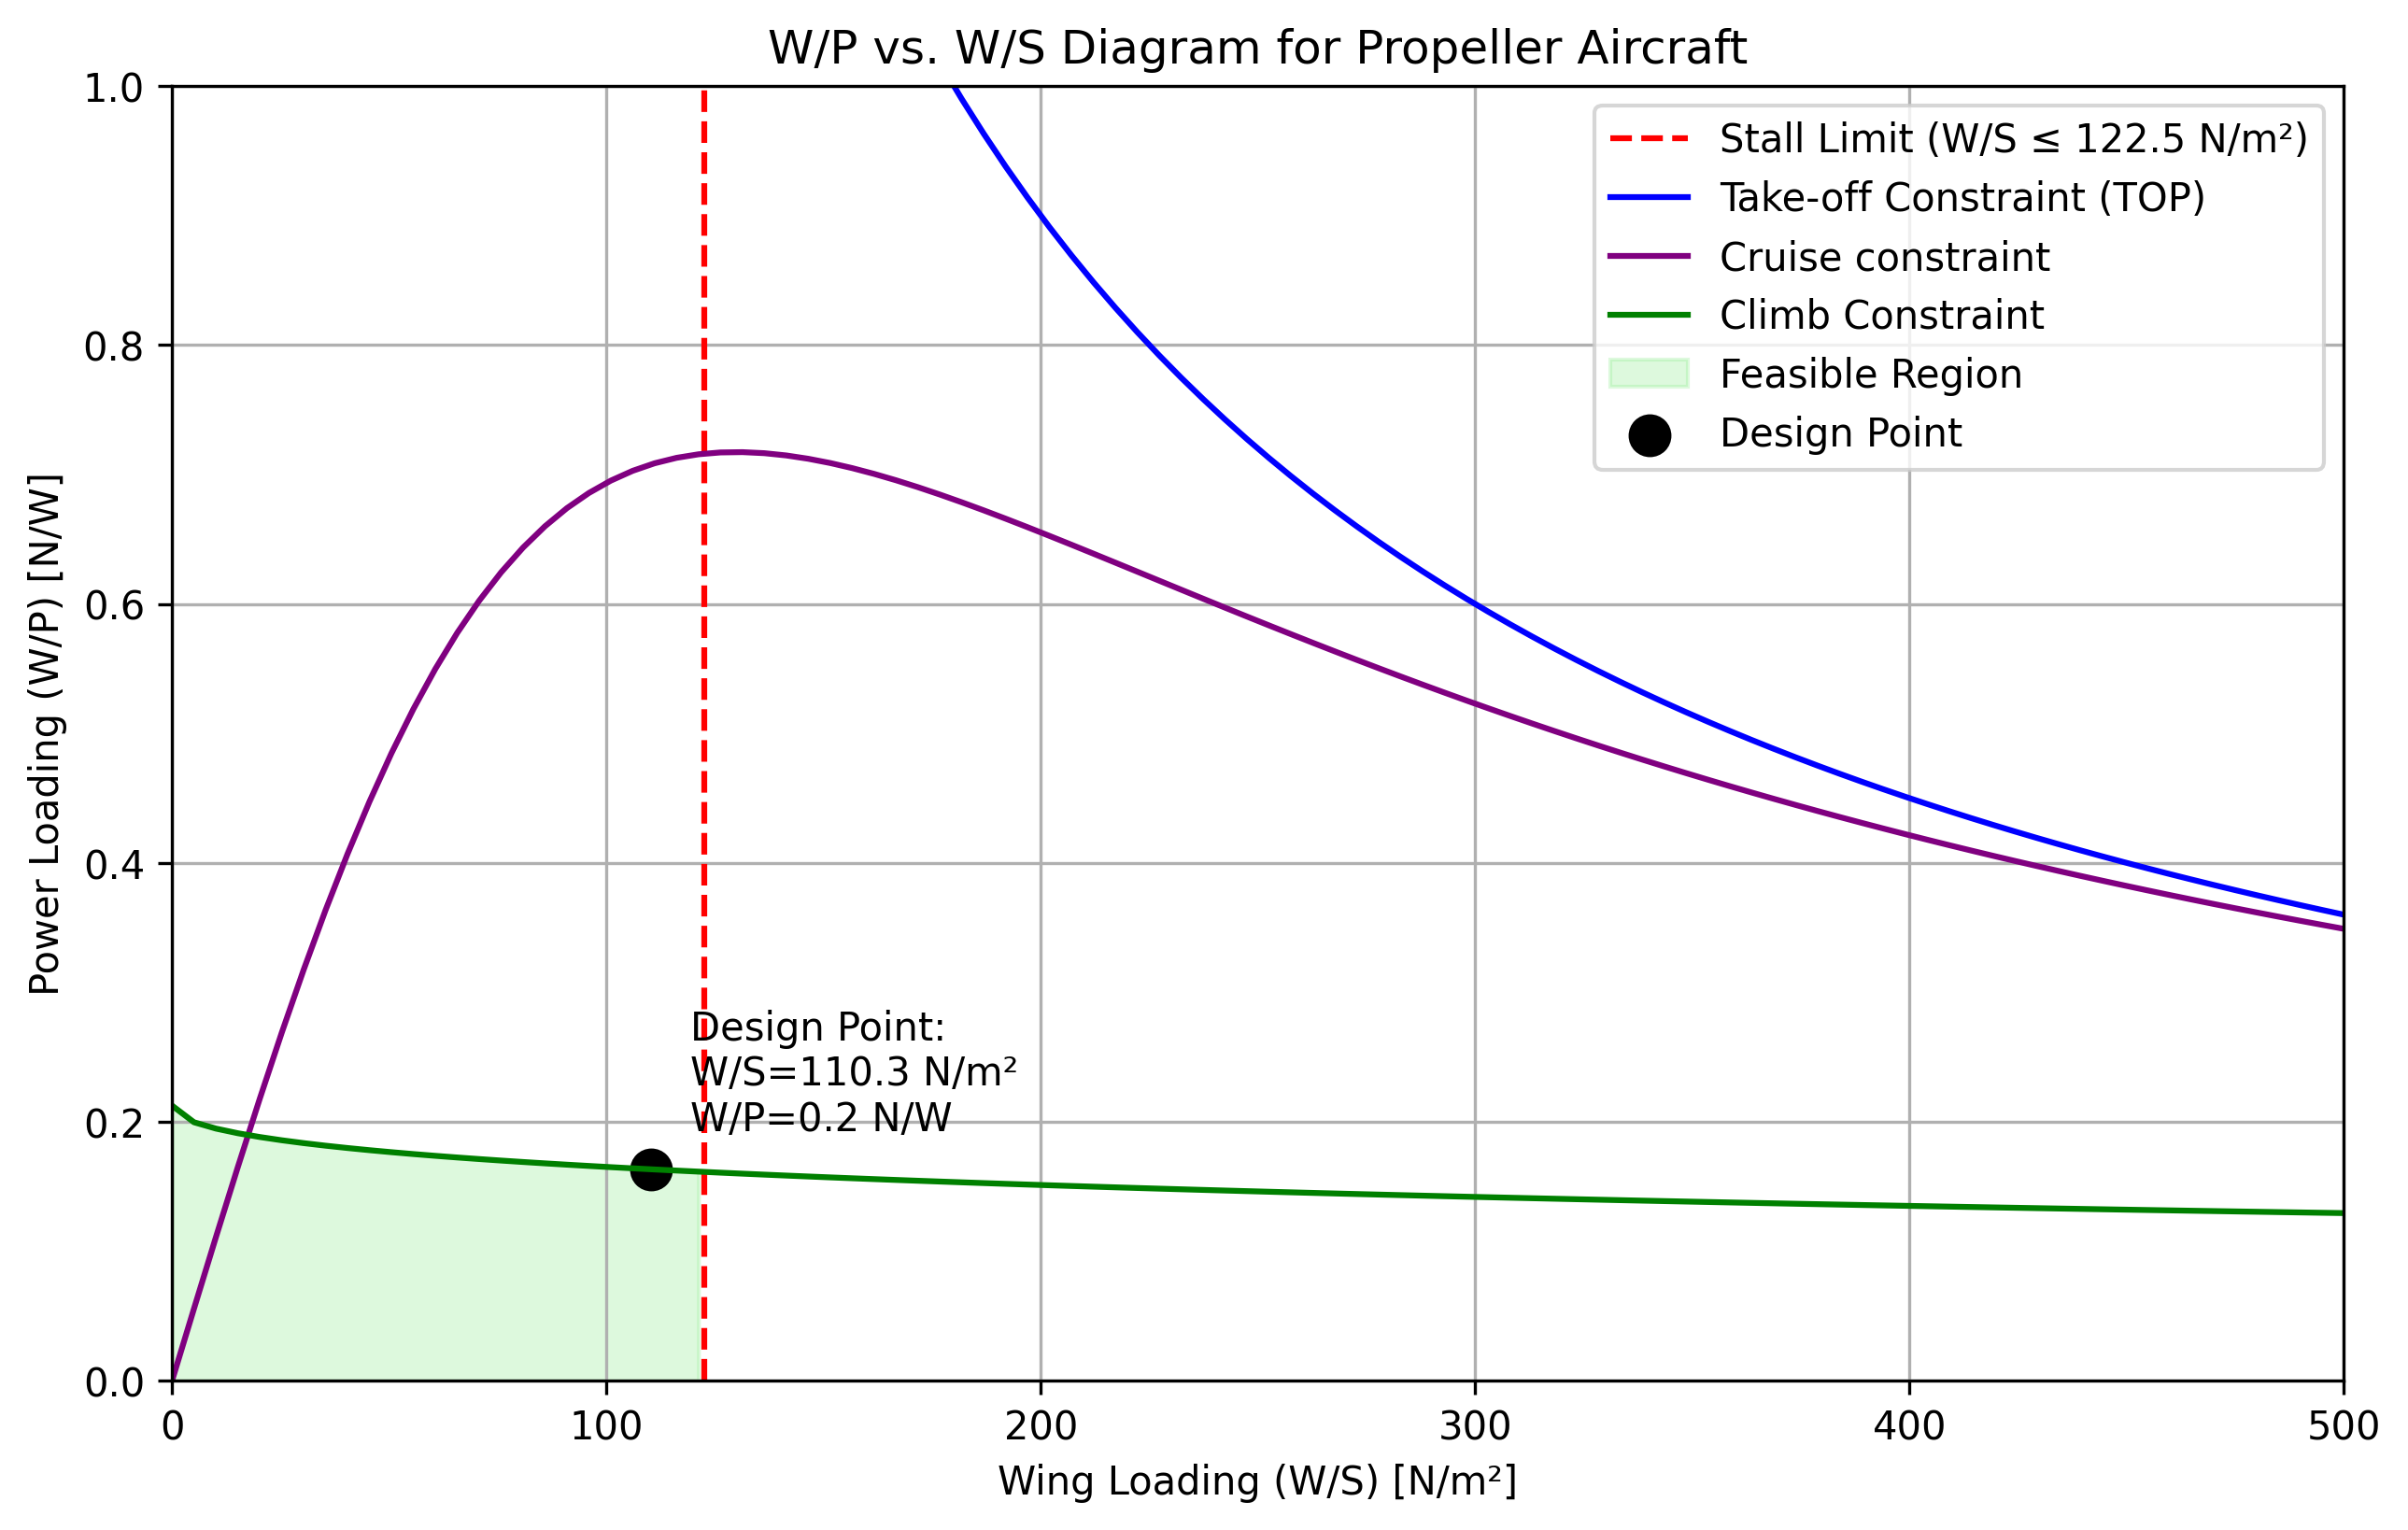 W/P vs. W/S Diagram for Propeller Aircraft
Power Loading (W/P) [N/W]
1.0
0.8
0.6
0.4
0.2
0.0
Stall Limit (W/S ≤ 122.5 N/m²)
Take-off Constraint (TOP)
Cruise constraint
Climb Constraint
Feasible Region
Design Point
Design Point:
W/S=110.3 N/m²
W/P=0.2 N/W
0 100 200 300 400 500
Wing Loading (W/S) [N/m²]